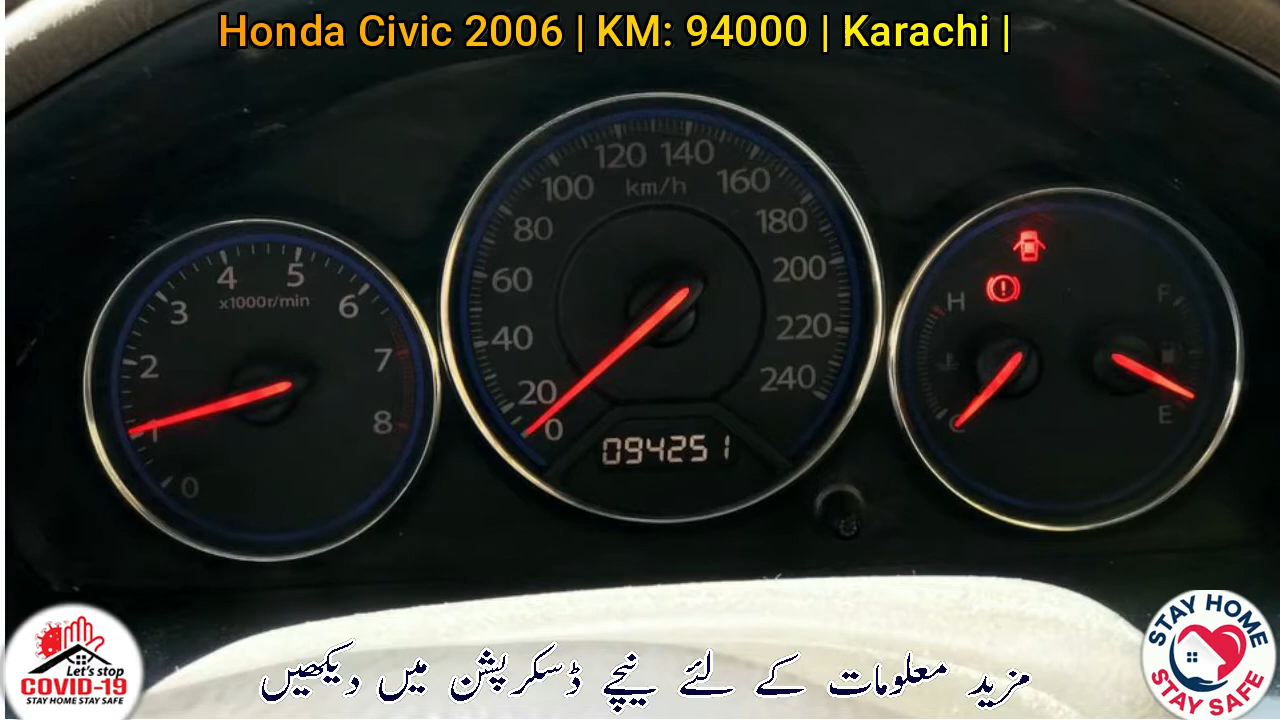 Honda Civic 2006 | KM: 94000 | Karachi |
120 140
100 km/h 160
80 180
60 200
40 220
20 240
0
094251
4 5
3 x1000r/min 6
2 7
1 8
0
H F
C E
Let's stop
COVID-19
STAY HOME STAY SAFE
مزید معلومات کے لئے نیچے ڈسکرپشن میں دیکھیں
STAY HOME
STAY SAFE